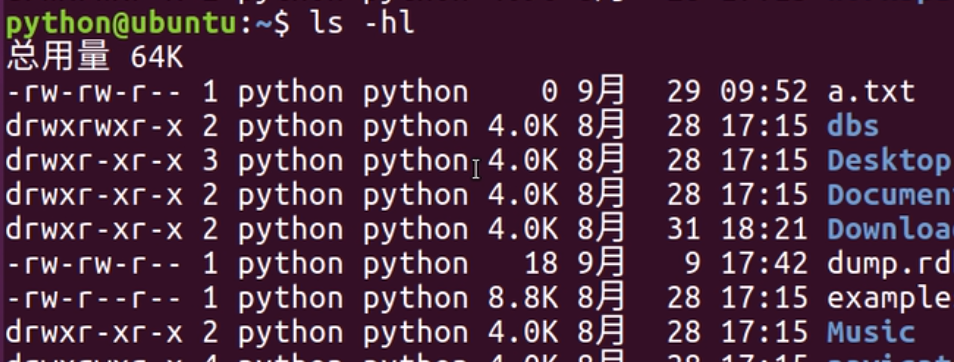 python@ubuntu:~$ ls -hl
总用量 64K
-rw-rw-r-- 1 python python    0 9月  29 09:52 a.txt
drwxrwxr-x 2 python python 4.0K 8月  28 17:15 dbs
drwxr-xr-x 3 python python 4.0K 8月  28 17:15 Desktop
drwxr-xr-x 2 python python 4.0K 8月  28 17:15 Documen
drwxr-xr-x 2 python python 4.0K 8月  31 18:21 Downloa
-rw-rw-r-- 1 python python   18 9月   9 17:42 dump.rd
-rw-r--r-- 1 python python 8.8K 8月  28 17:15 example
drwxr-xr-x 2 python python 4.0K 8月  28 17:15 Music